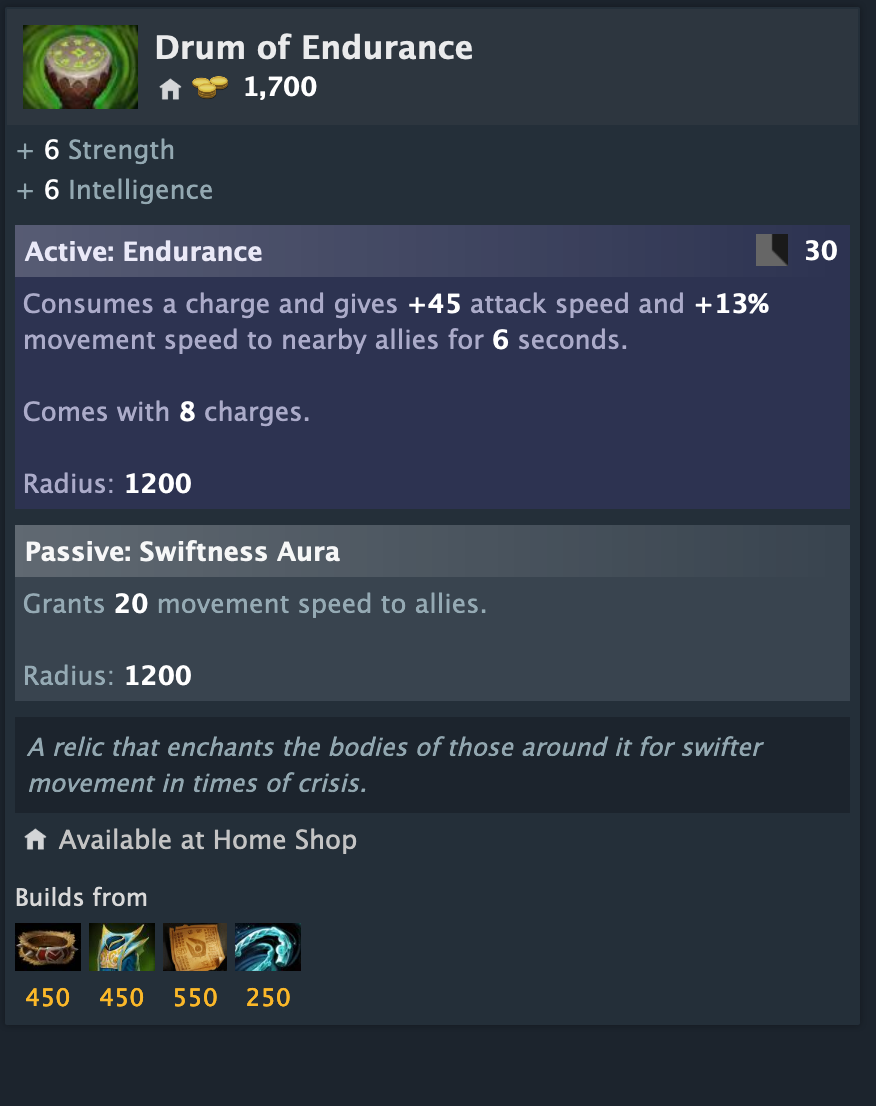 Drum of Endurance
1,700
+ 6 Strength
+ 6 Intelligence
Active: Endurance 30
Consumes a charge and gives +45 attack speed and +13%
movement speed to nearby allies for 6 seconds.
Comes with 8 charges.
Radius: 1200
Passive: Swiftness Aura
Grants 20 movement speed to allies.
Radius: 1200
A relic that enchants the bodies of those around it for swifter
movement in times of crisis.
Available at Home Shop
Builds from
450 450 550 250